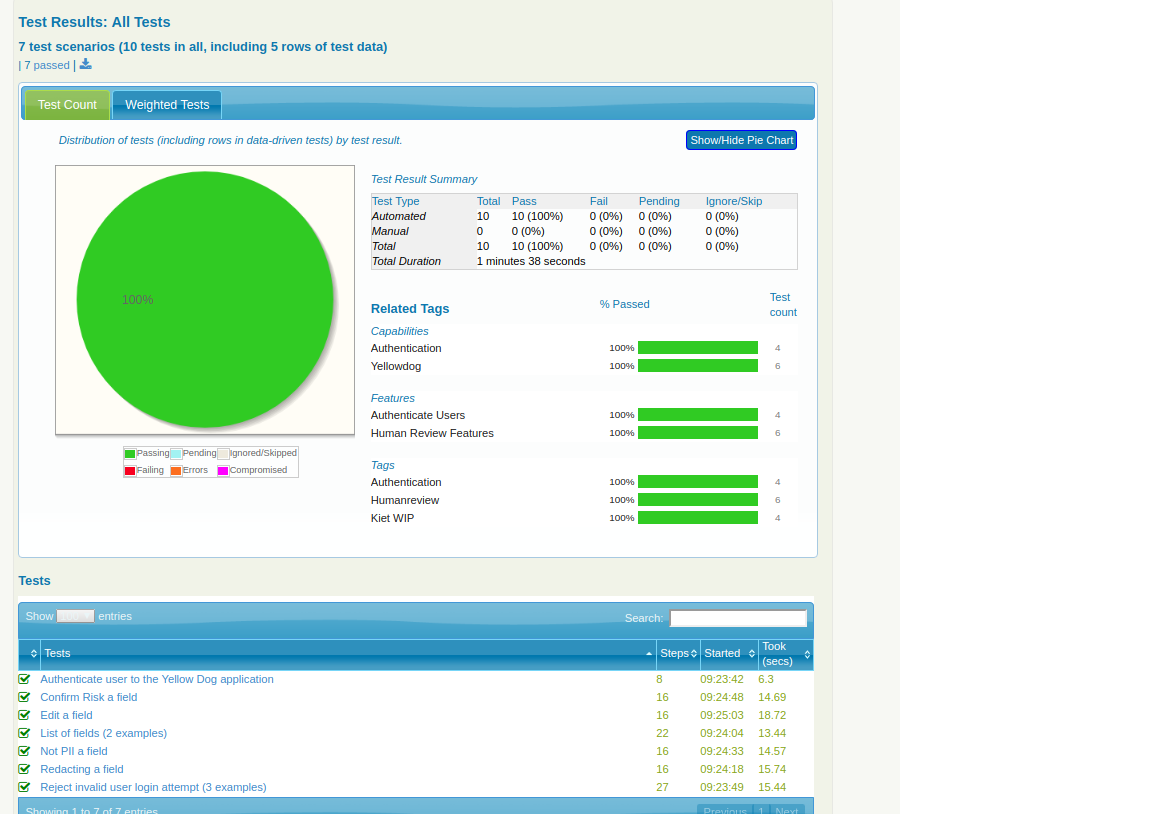 Test Results: All Tests
7 test scenarios (10 tests in all, including 5 rows of test data)
| 7 passed |
Test Count Weighted Tests
Distribution of tests (including rows in data-driven tests) by test result.
Show/Hide Pie Chart
100%
Passing Pending Ignored/Skipped
Failing Errors Compromised
Test Result Summary
Test Type Total Pass Fail Pending Ignore/Skip
Automated 10 10 (100%) 0 (0%) 0 (0%) 0 (0%)
Manual 0 0 (0%) 0 (0%) 0 (0%) 0 (0%)
Total 10 10 (100%) 0 (0%) 0 (0%) 0 (0%)
Total Duration 1 minutes 38 seconds
Related Tags % Passed Test count
Capabilities
Authentication 100% 4
Yellowdog 100% 6
Features
Authenticate Users 100% 4
Human Review Features 100% 6
Tags
Authentication 100% 4
Humanreview 100% 6
Kiet WIP 100% 4
Tests
Show entries Search:
Tests Steps Started Took (secs)
Authenticate user to the Yellow Dog application 8 09:23:42 6.3
Confirm Risk a field 16 09:24:48 14.69
Edit a field 16 09:25:03 18.72
List of fields (2 examples) 22 09:24:04 13.44
Not PII a field 16 09:24:33 14.57
Redacting a field 16 09:24:18 15.74
Reject invalid user login attempt (3 examples) 27 09:23:49 15.44
Showing 1 to 7 of 7 entries Previous 1 Next